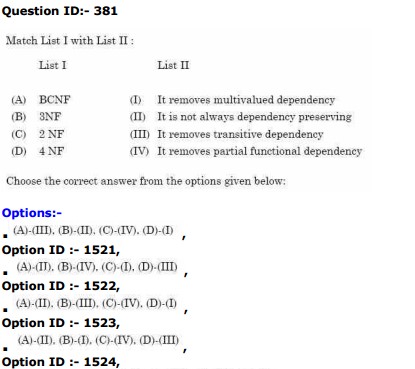 Question ID:- 381
Match List I with List II :
List I List II
(A) BCNF (I) It removes multivalued dependency
(B) 3NF (II) It is not always dependency preserving
(C) 2 NF (III) It removes transitive dependency
(D) 4 NF (IV) It removes partial functional dependency
Choose the correct answer from the options given below:
Options:-
(A)-(III), (B)-(II), (C)-(IV), (D)-(I) ,
Option ID :- 1521,
(A)-(II), (B)-(IV), (C)-(I), (D)-(III) ,
Option ID :- 1522,
(A)-(II), (B)-(III), (C)-(IV), (D)-(I) ,
Option ID :- 1523,
(A)-(II), (B)-(I), (C)-(IV), (D)-(III) ,
Option ID :- 1524,